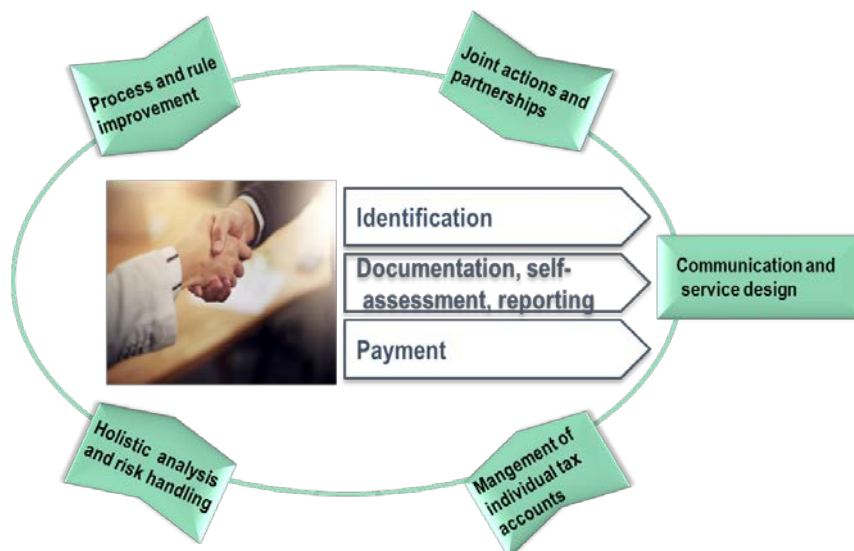 Process and rule
improvement
Joint actions and
partnerships
Identification
Documentation, self-
assessment, reporting
Payment
Communication and
service design
Holistic analysis
and risk handling
Mangement of
individual tax
accounts